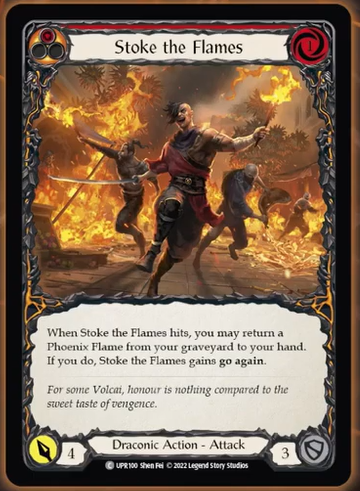 Stoke the Flames
When Stoke the Flames hits, you may return a
Phoenix Flame from your graveyard to your hand.
If you do, Stoke the Flames gains go again.
For some Volcai, honour is nothing compared to the
sweet taste of vengence.
4
Draconic Action - Attack
3
C UPR100 Shen Fei © 2022 Legend Story Studios